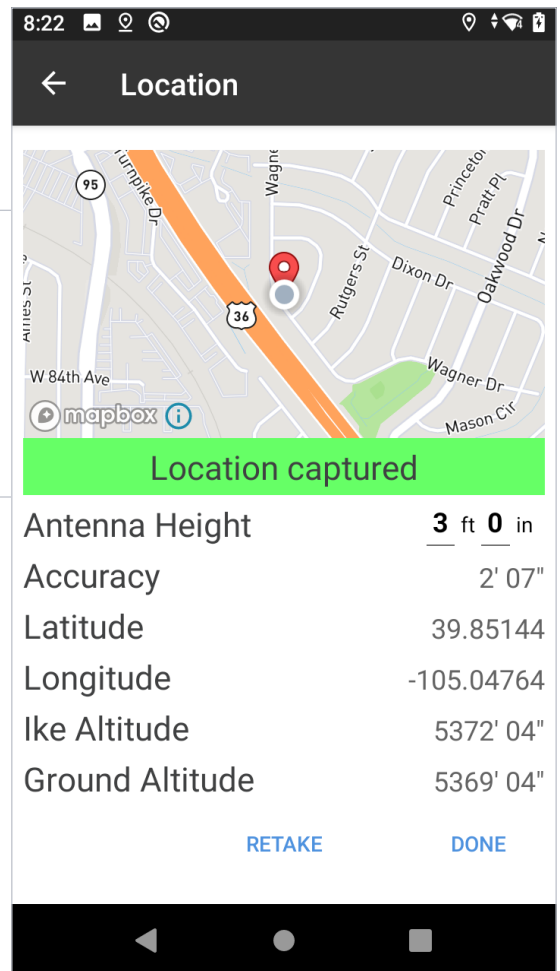 8:22
Location
95
Turnpike Dr
Wagne
Princeto
Pratt Pl
Oakwood Dr
Rutgers St
Dixon Dr
36
Ames St
W 84th Ave
Wagner Dr
Mason Cir
mapbox
Location captured
Antenna Height 3 ft 0 in
Accuracy 2' 07"
Latitude 39.85144
Longitude -105.04764
Ike Altitude 5372' 04"
Ground Altitude 5369' 04"
RETAKE DONE